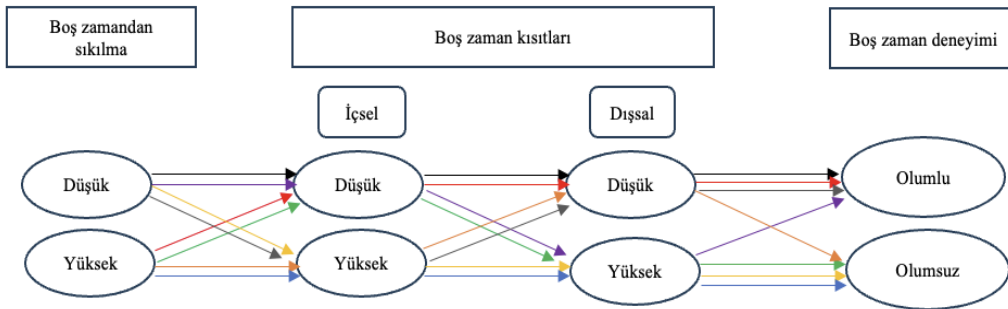 Boş zamandan
sıkılma
Boş zaman kısıtları
Boş zaman deneyimi
İçsel
Dışsal
Düşük
Düşük
Düşük
Olumlu
Yüksek
Yüksek
Yüksek
Olumsuz